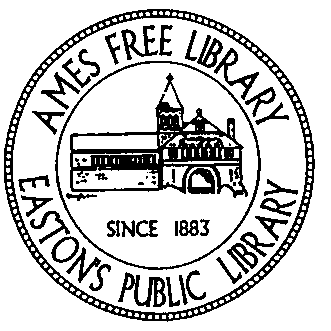 AMES FREE LIBRARY
SINCE 1883
EASTON'S PUBLIC LIBRARY